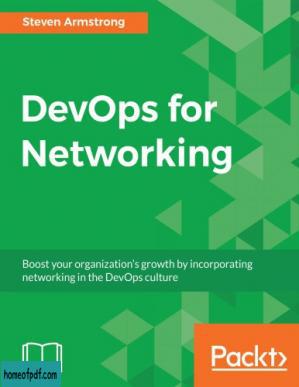 Steven Armstrong
DevOps for
Networking
Boost your organization's growth by incorporating
networking in the DevOps culture
Packt>
homeofpdf.com